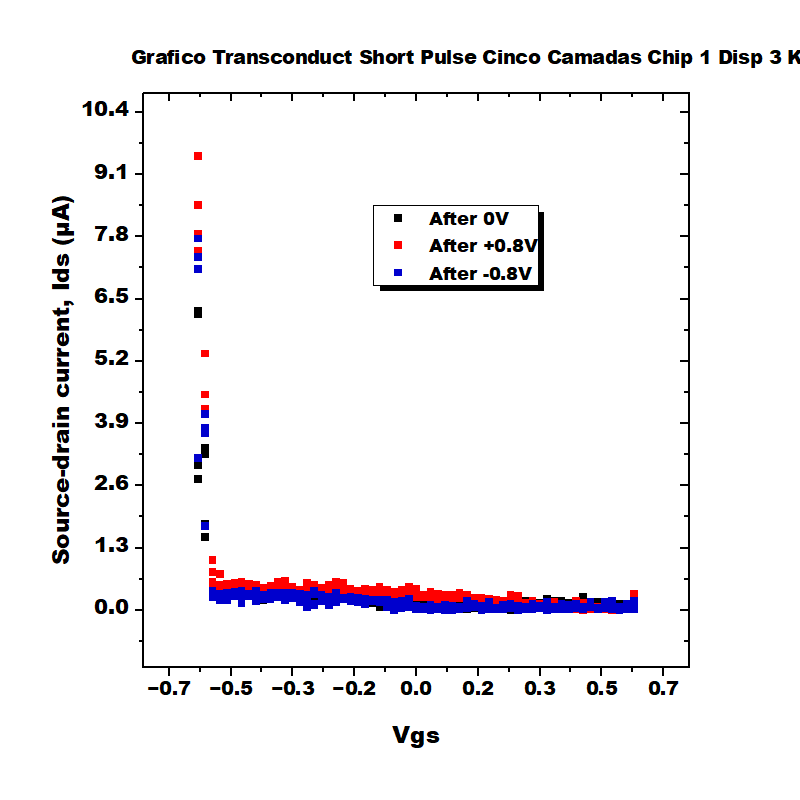 Grafico Transconduct Short Pulse Cinco Camadas Chip 1 Disp 3 K
10.4
9.1
7.8
6.5
5.2
3.9
2.6
1.3
0.0
Source-drain current, Ids (µA)
After 0V
After +0.8V
After -0.8V
−0.7 −0.5 −0.3 −0.2 0.0 0.2 0.3 0.5 0.7
Vgs